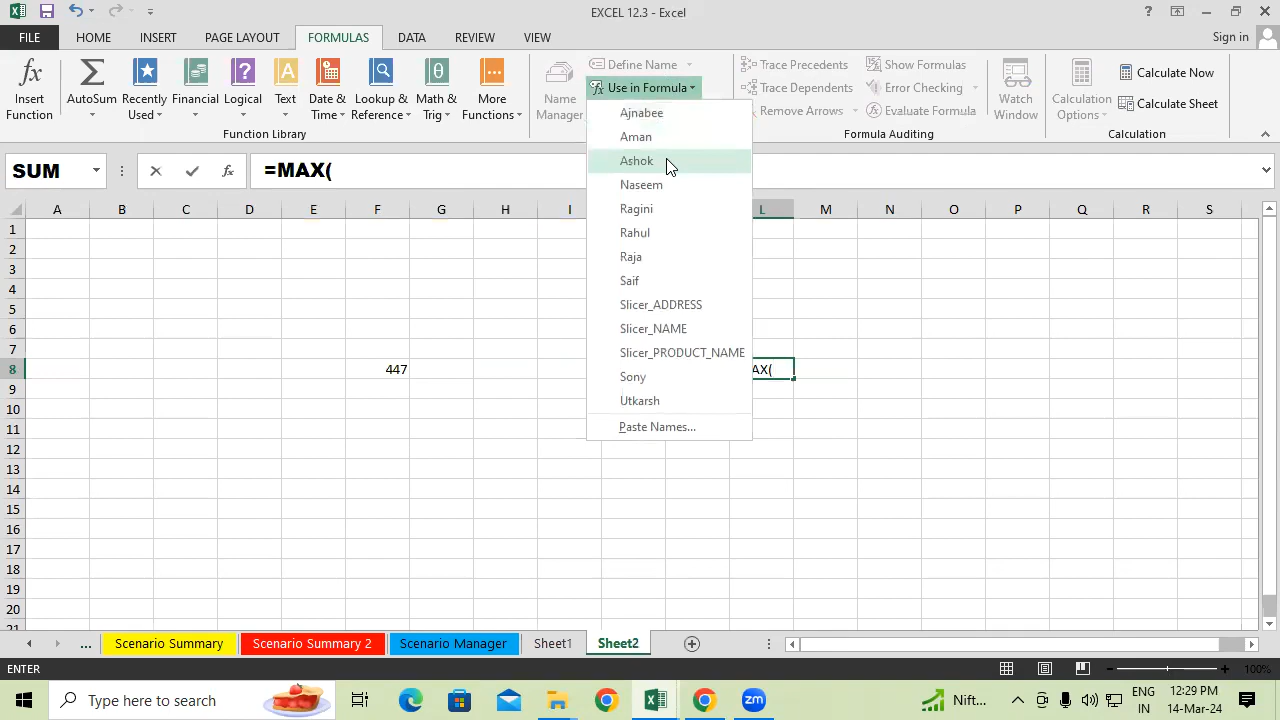 EXCEL 12.3 - Excel
FILE HOME INSERT PAGE LAYOUT FORMULAS DATA REVIEW VIEW Sign in
Insert Function
AutoSum
Recently Used
Financial
Logical
Text
Date & Time
Lookup & Reference
Math & Trig
More Functions
Function Library
Name Manager
Define Name
Use in Formula
Trace Precedents
Trace Dependents
Remove Arrows
Show Formulas
Error Checking
Evaluate Formula
Formula Auditing
Watch Window
Calculation Options
Calculate Now
Calculate Sheet
Calculation
Ajnabee
Aman
Ashok
Naseem
Ragini
Rahul
Raja
Saif
Slicer_ADDRESS
Slicer_NAME
Slicer_PRODUCT_NAME
Sony
Utkarsh
Paste Names...
SUM fx =MAX(
A B C D E F G H I L M N O P Q R S
1
2
3
4
5
6
7
8 447 AX(
9
10
11
12
13
14
15
16
17
18
19
20
21
... Scenario Summary Scenario Summary 2 Scenario Manager Sheet1 Sheet2
ENTER 100%
Type here to search
Nift...
ENG
IN
12:29 PM
14-Mar-24